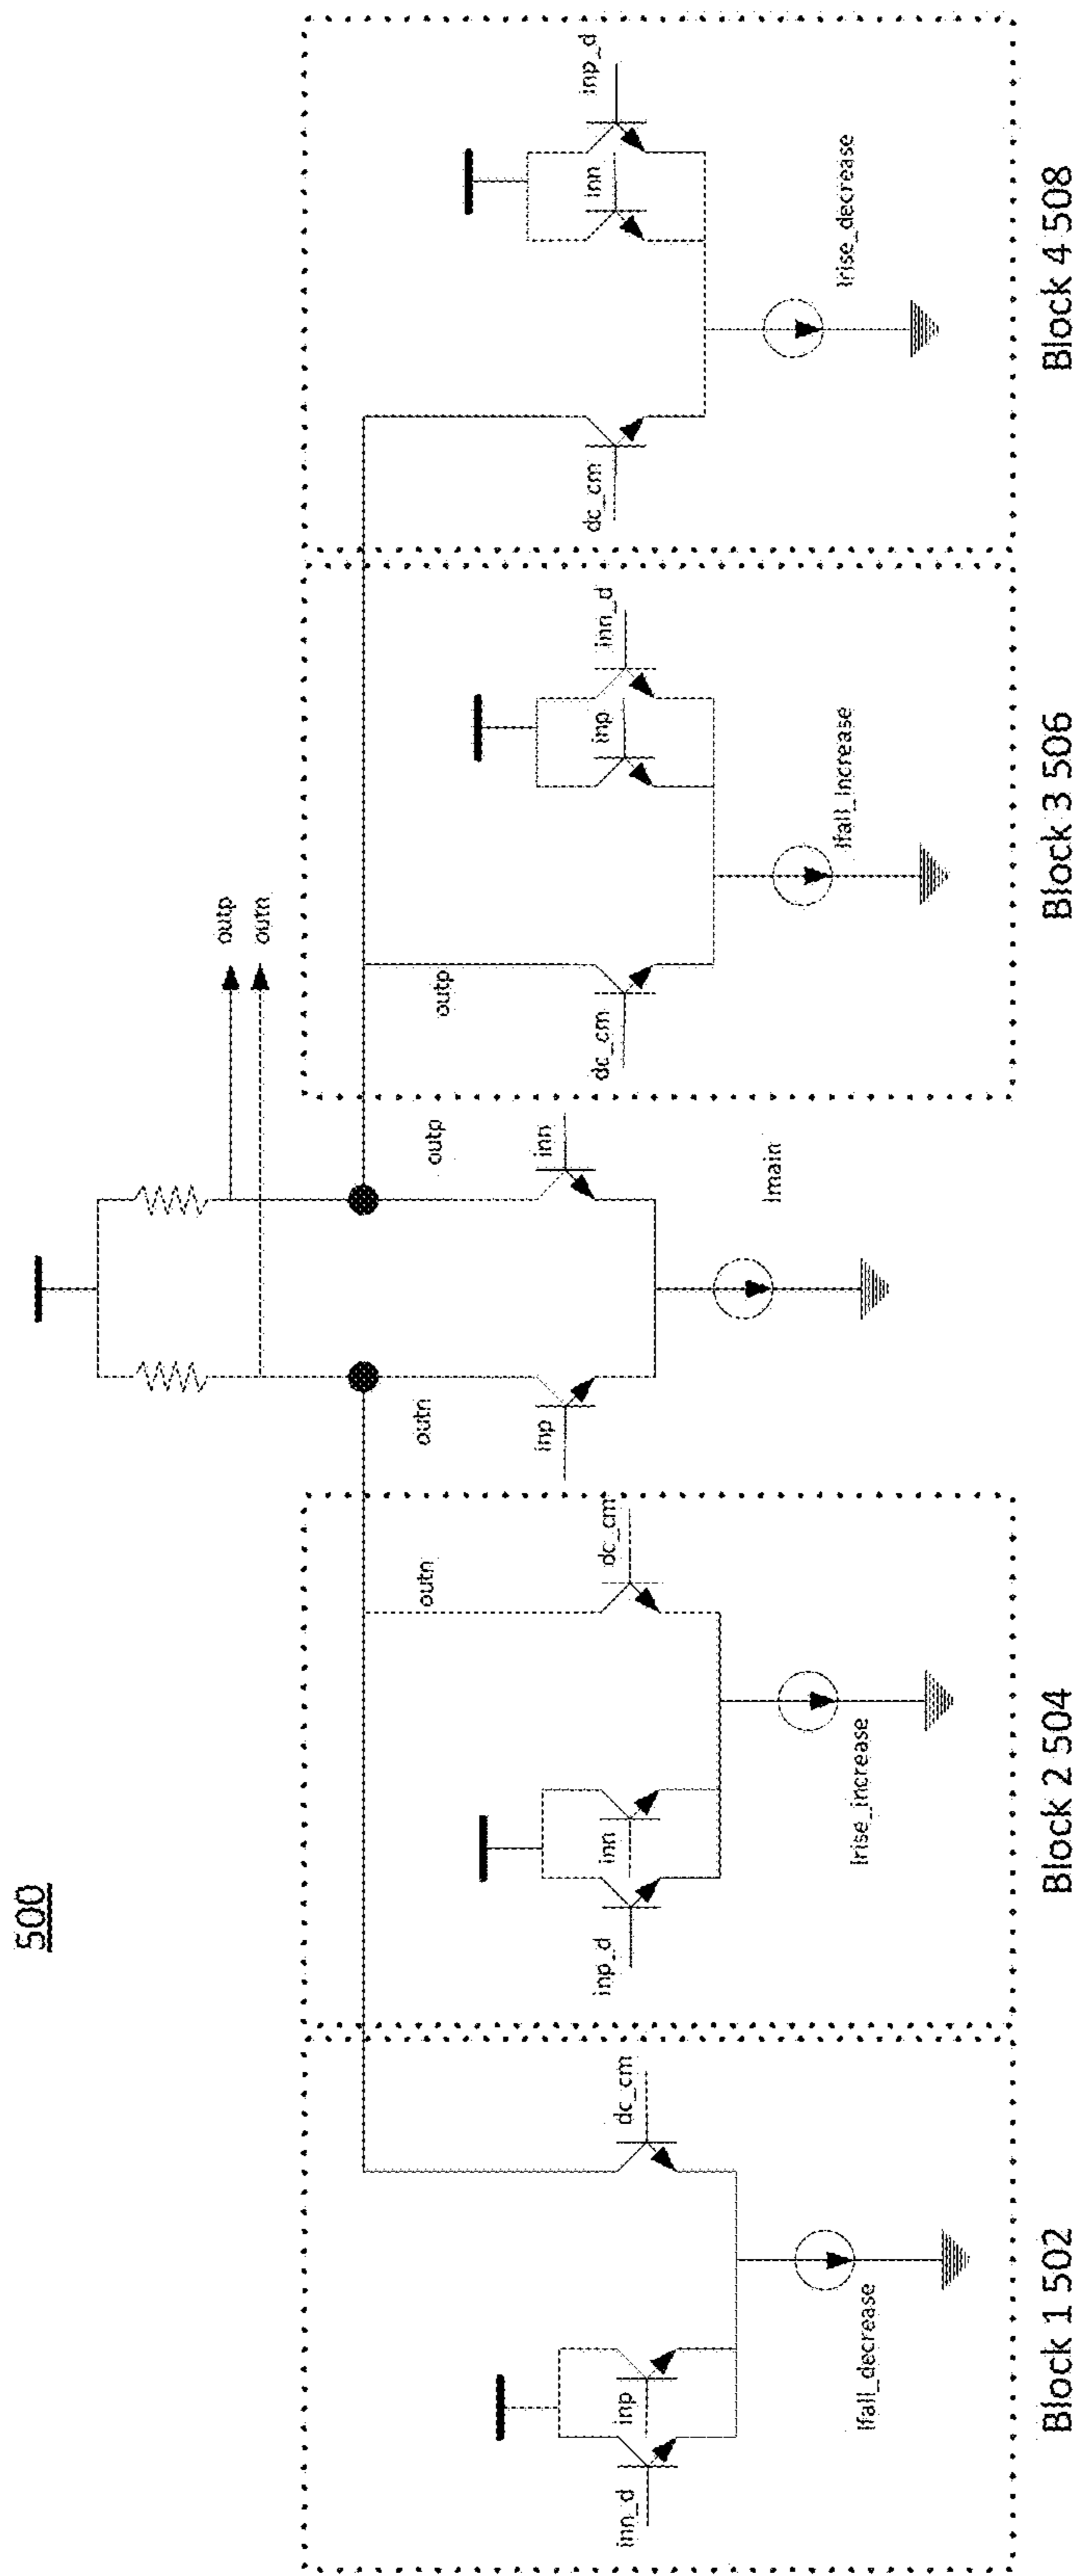 500
outp
outn
outn
outp
inp
inn
Imain
inn_d
inp
dc_cm
Ifall_decrease
Block 1 502
outn
inp_d
inn
dc_cm
Irise_increase
Block 2 504
outp
dc_cm
inp
inn_d
Ifall_increase
Block 3 506
dc_cm
inn
inp_d
Irise_decrease
Block 4 508